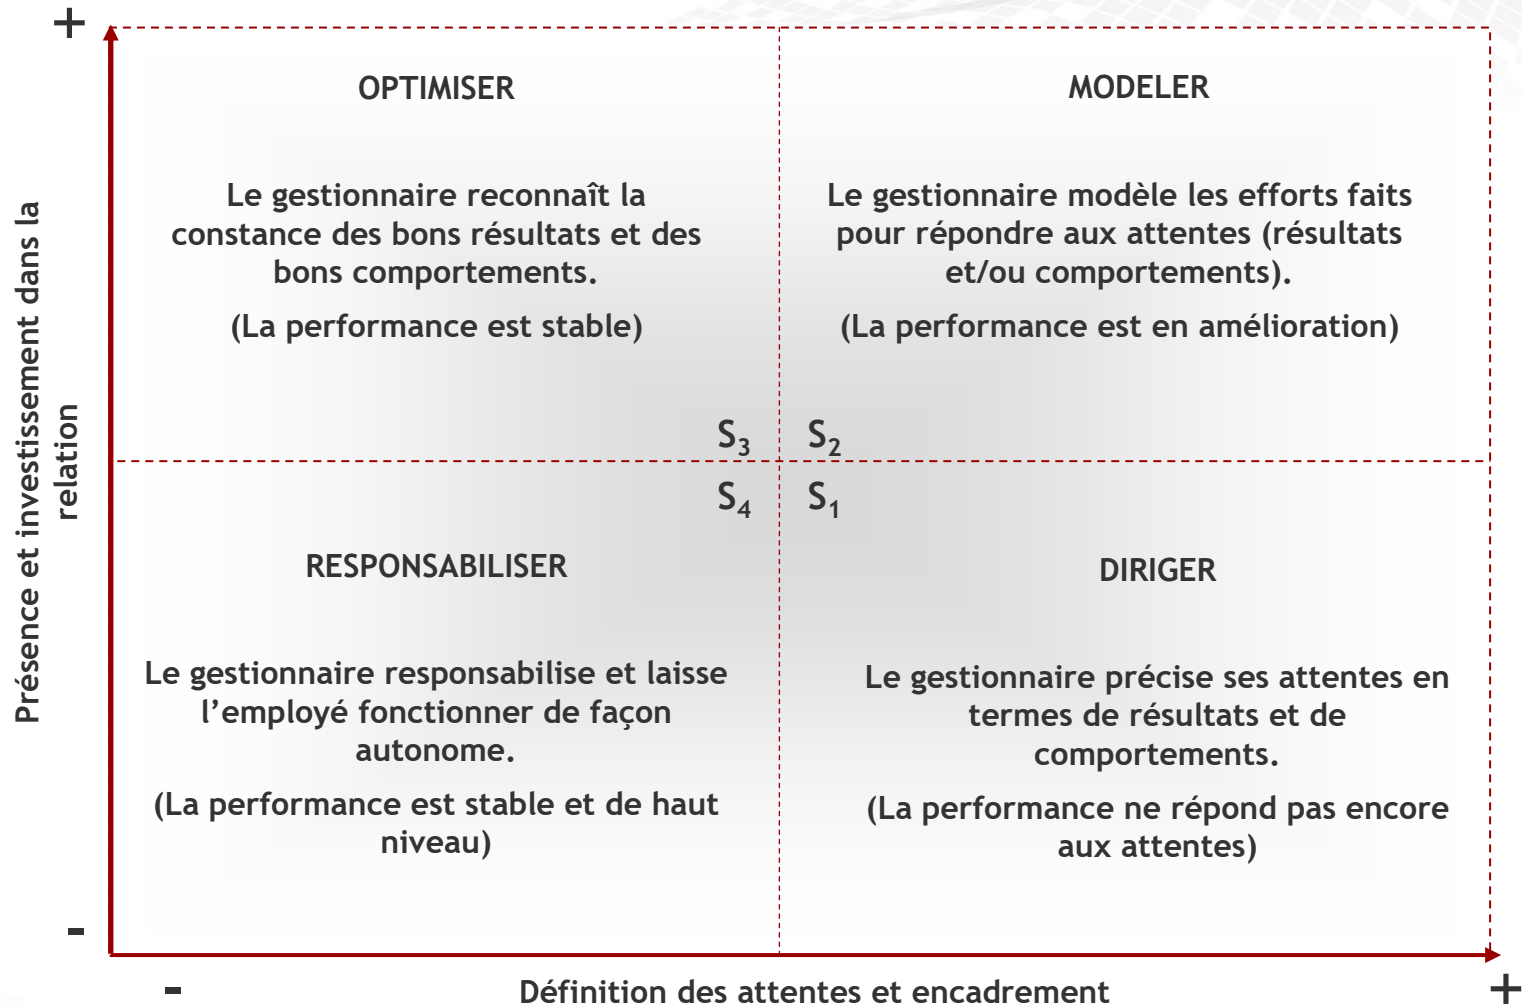 +
OPTIMISER
Le gestionnaire reconnaît la
constance des bons résultats et des
bons comportements.
(La performance est stable)
MODELER
Le gestionnaire modèle les efforts faits
pour répondre aux attentes (résultats
et/ou comportements).
(La performance est en amélioration)
Présence et investissement dans la
relation
S3
S2
S4
S1
RESPONSABILISER
Le gestionnaire responsabilise et laisse
l’employé fonctionner de façon
autonome.
(La performance est stable et de haut
niveau)
DIRIGER
Le gestionnaire précise ses attentes en
termes de résultats et de
comportements.
(La performance ne répond pas encore
aux attentes)
-
-
Définition des attentes et encadrement
+